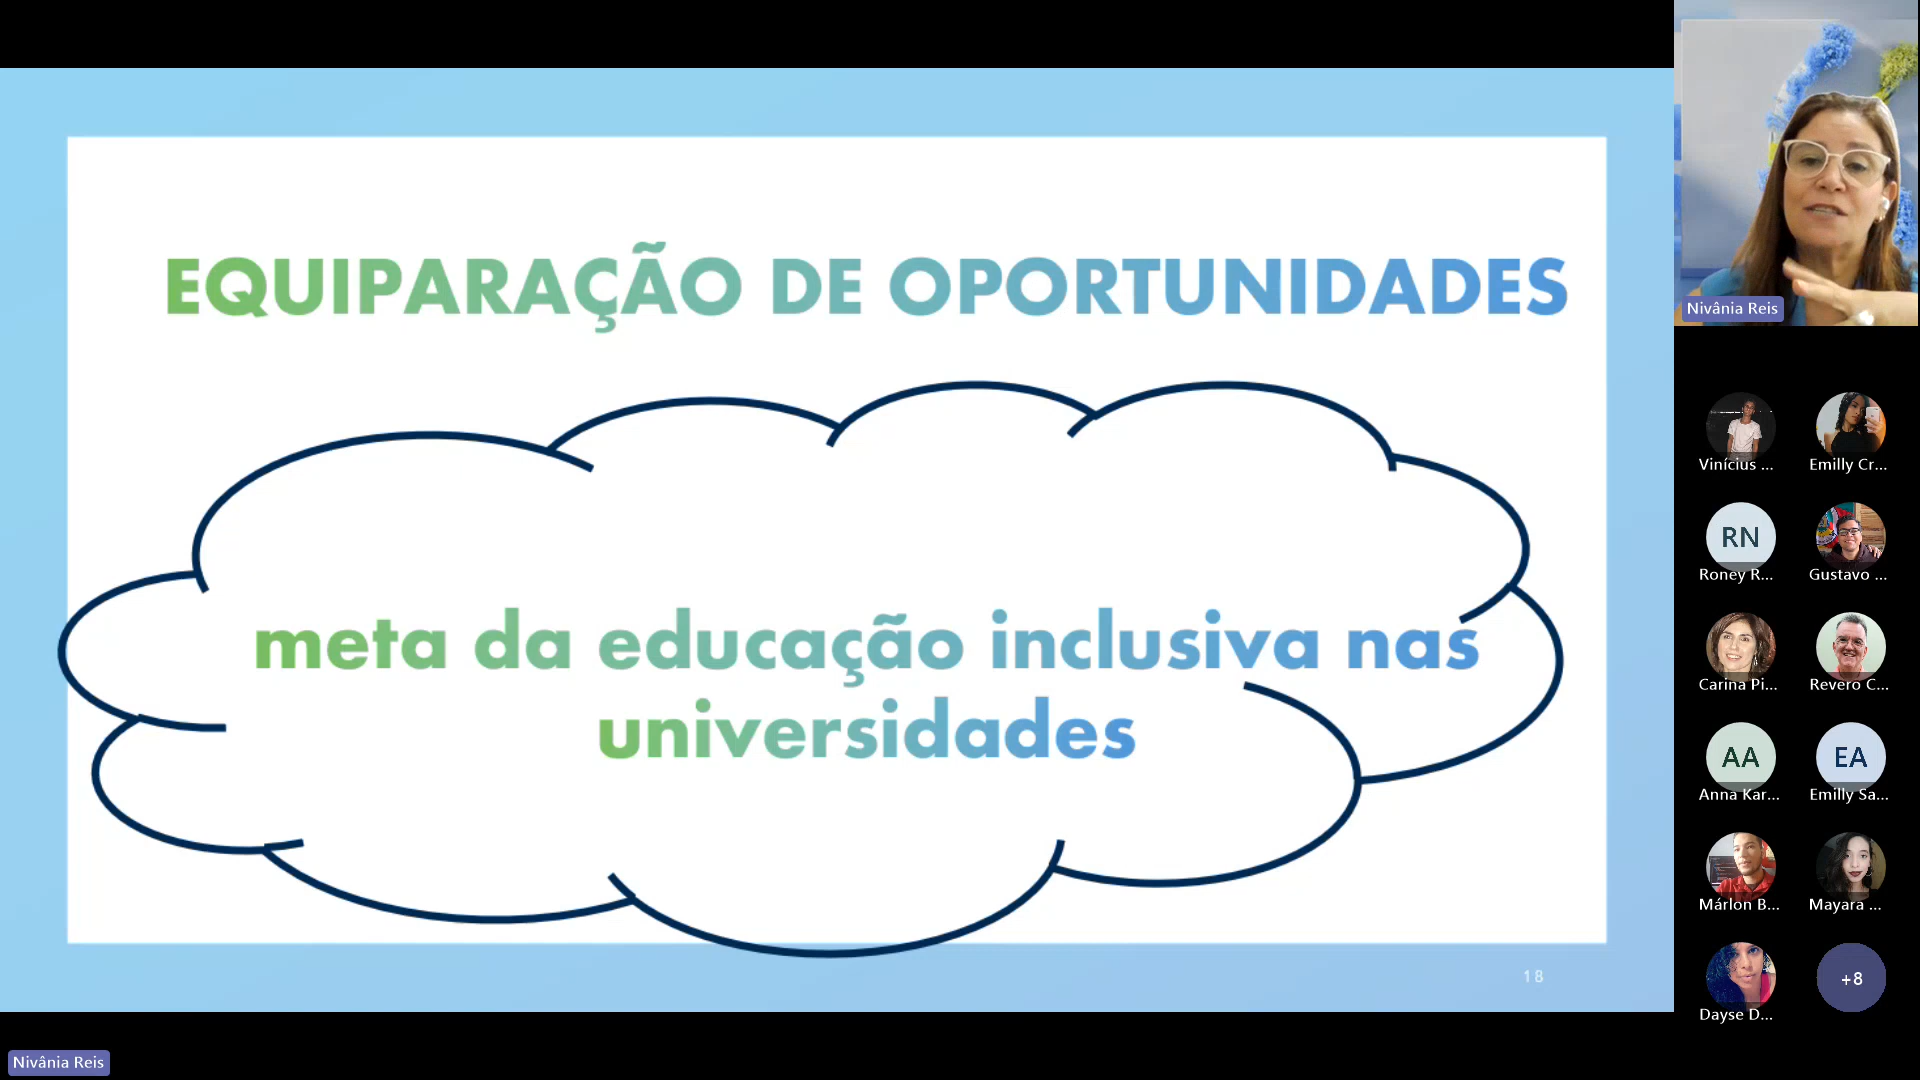 EQUIPARAÇÃO DE OPORTUNIDADES
meta da educação inclusiva nas
universidades
18
Nivânia Reis
Nivânia Reis
Vinícius ...
Emilly Cr...
RN
Roney R...
Gustavo ...
Carina Pi...
Revero C...
AA
Anna Kar...
EA
Emilly Sa...
Márlon B...
Mayara ...
Dayse D...
+8